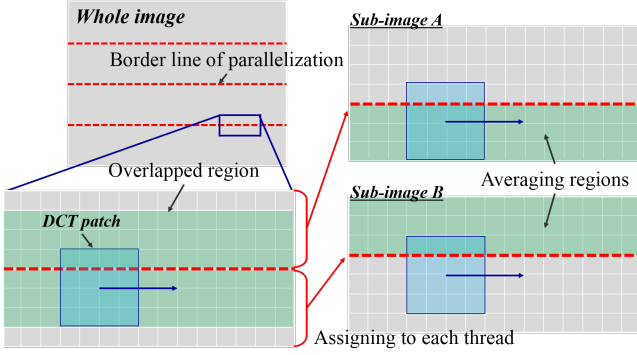 Whole image
Border line of parallelization
Overlapped region
DCT patch
Sub-image A
Averaging regions
Sub-image B
Assigning to each thread